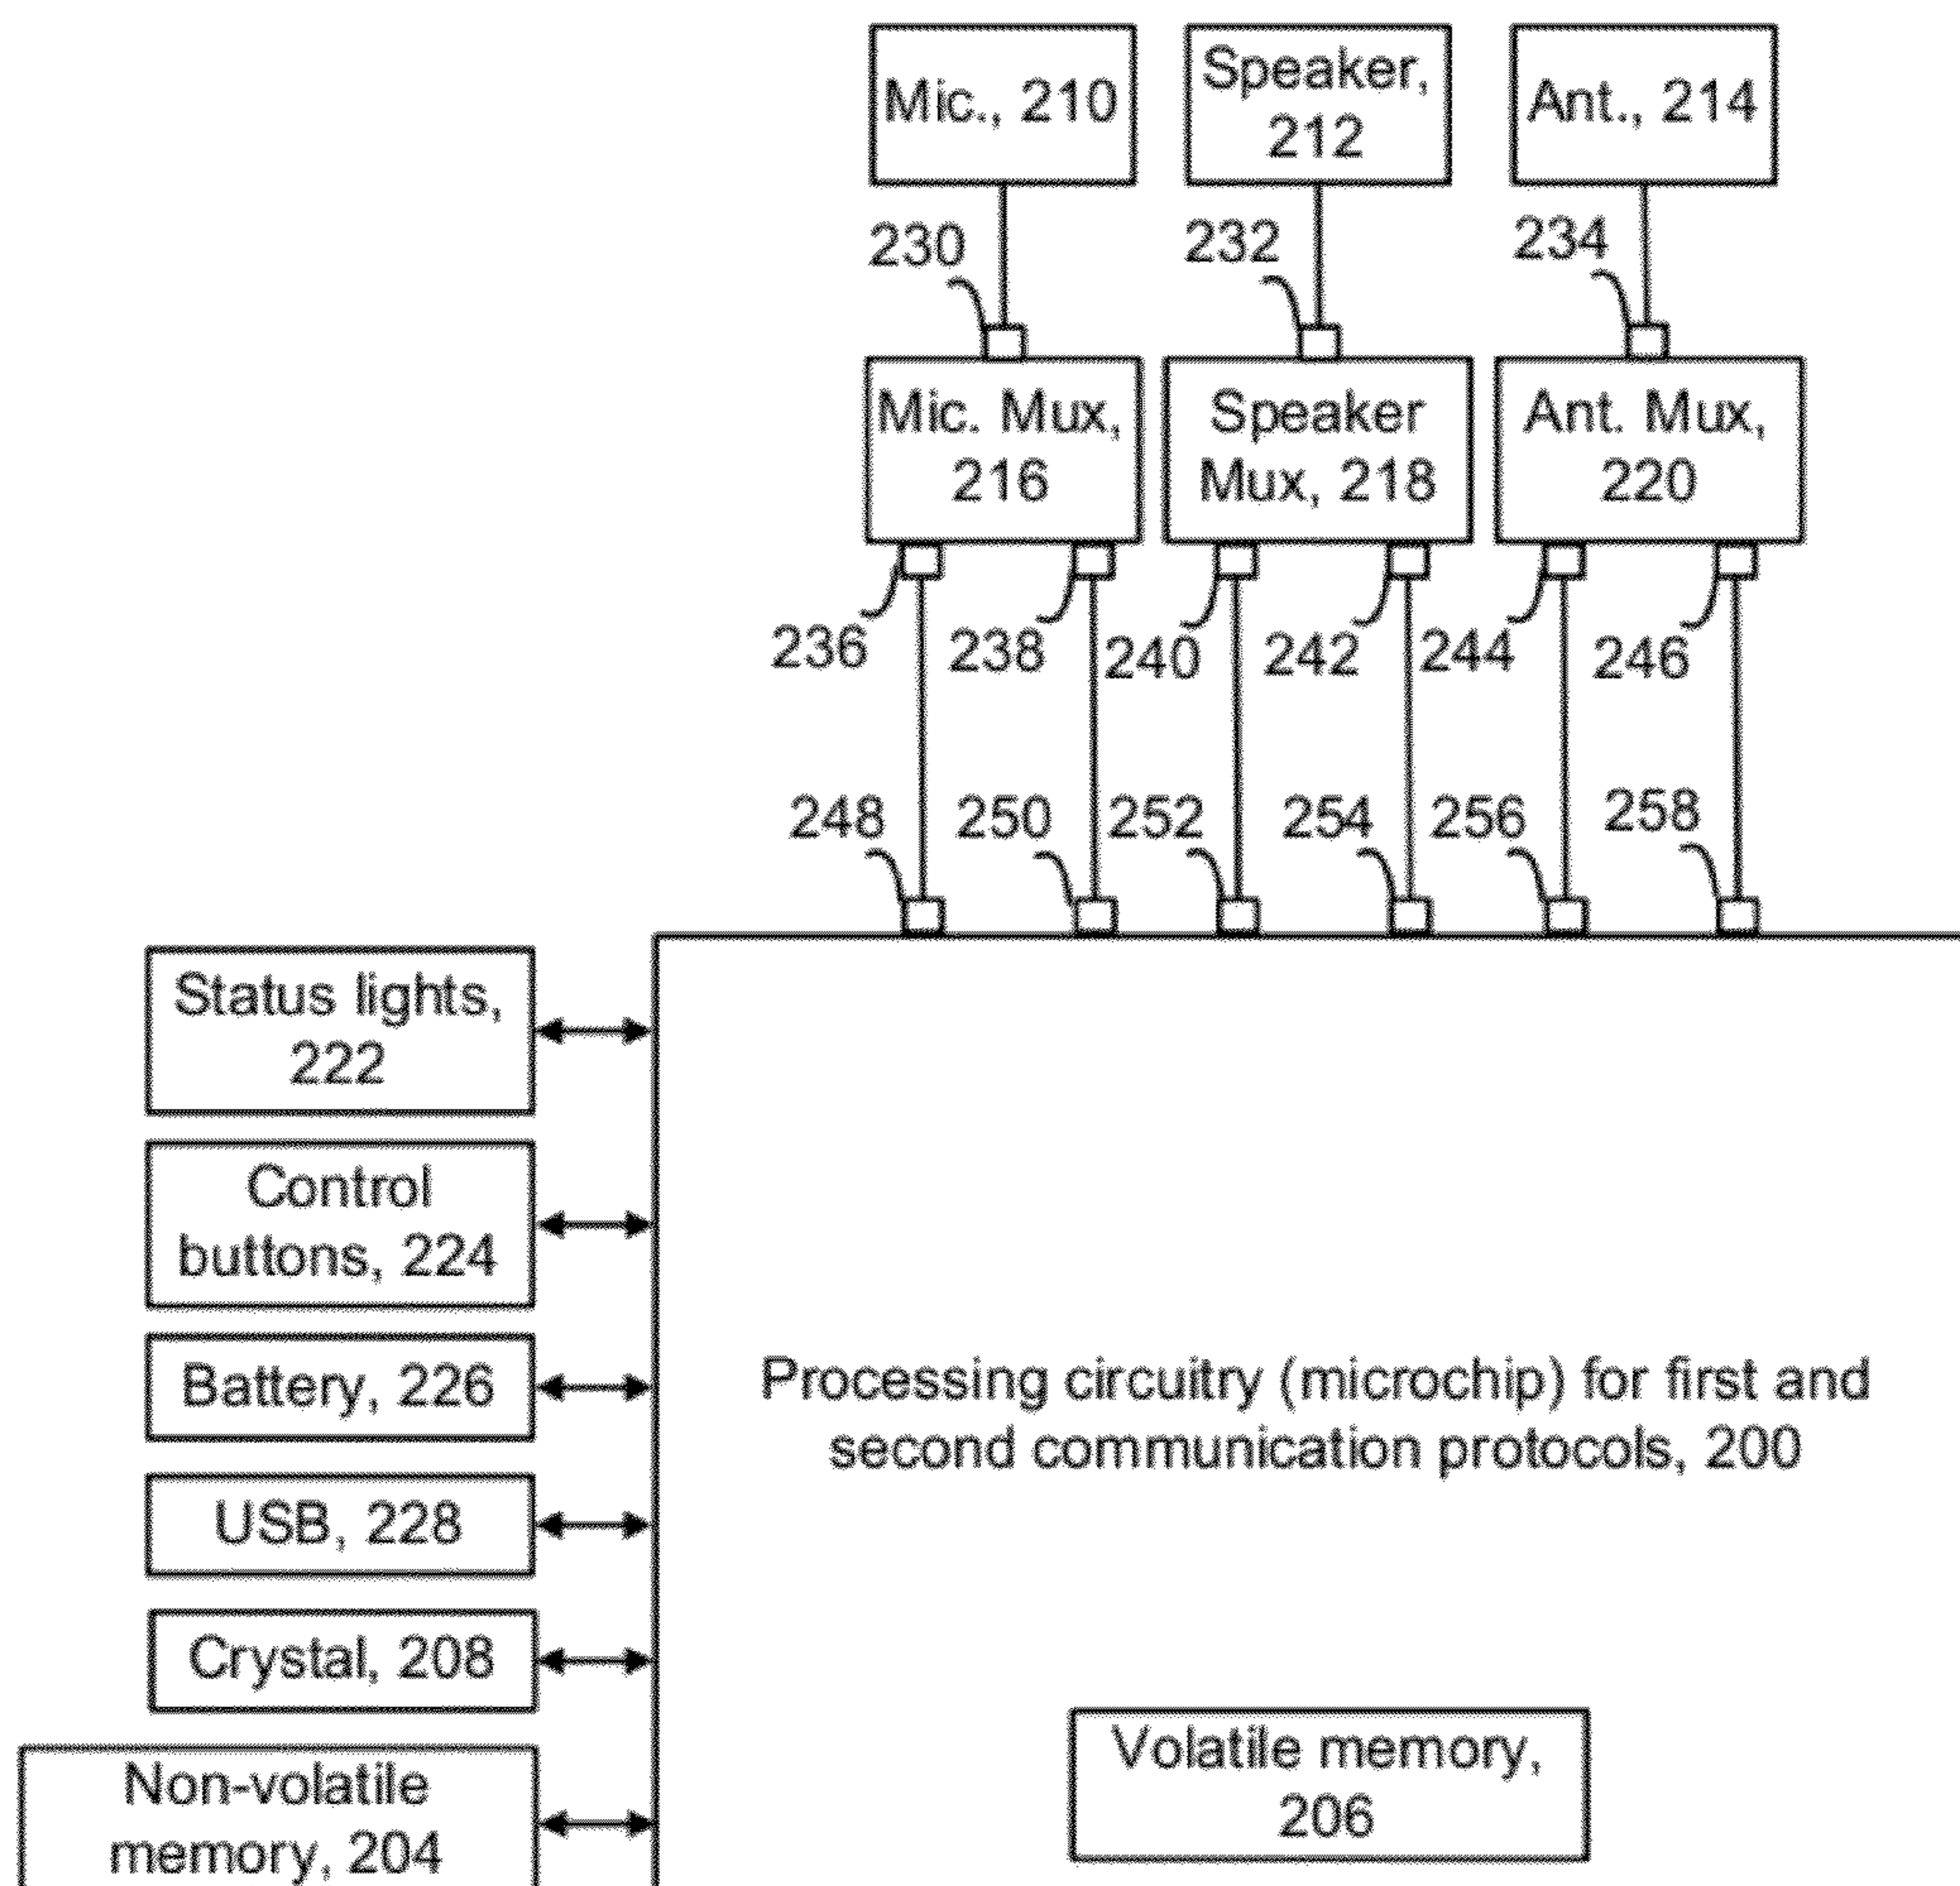 Mic., 210
Speaker,
212
Ant., 214
230
232
234
Mic. Mux,
216
Speaker
Mux, 218
Ant. Mux,
220
236
238
240
242
244
246
248
250
252
254
256
258
Status lights,
222
Control
buttons, 224
Battery, 226
USB, 228
Crystal, 208
Non-volatile
memory, 204
Processing circuitry (microchip) for first and
second communication protocols, 200
Volatile memory,
206